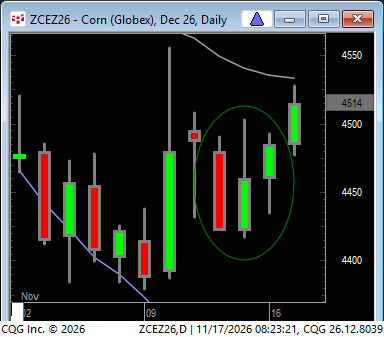 ZCEZ26 - Corn (Globex), Dec 26, Daily
4550
4514
4500
4450
4400
Nov
02
09
16
CQG Inc. © 2026
ZCEZ26,D | 11/17/2026 08:23:21, CQG 26.12.8039